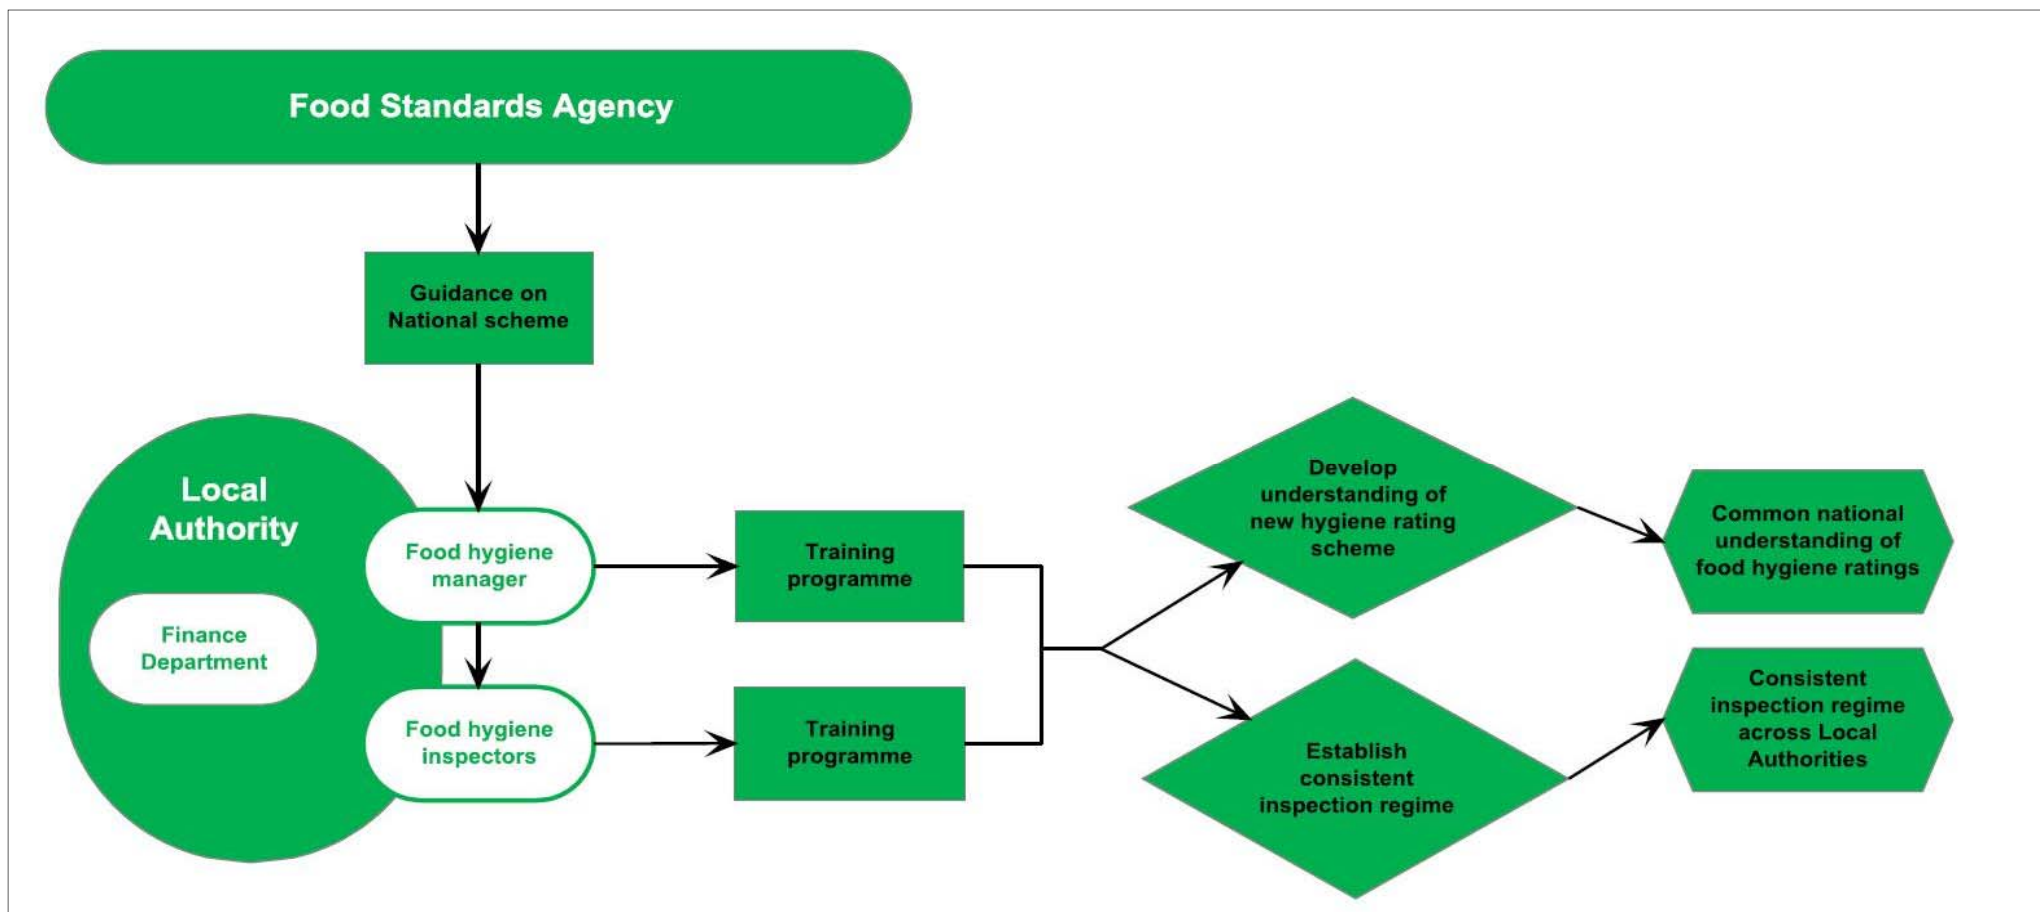 Food Standards Agency
Guidance on
National scheme
Local
Authority
Food hygiene
manager
Finance
Department
Food hygiene
inspectors
Training
programme
Training
programme
Develop
understanding of
new hygiene rating
scheme
Establish
consistent
inspection regime
Common national
understanding of
food hygiene ratings
Consistent
inspection regime
across Local
Authorities